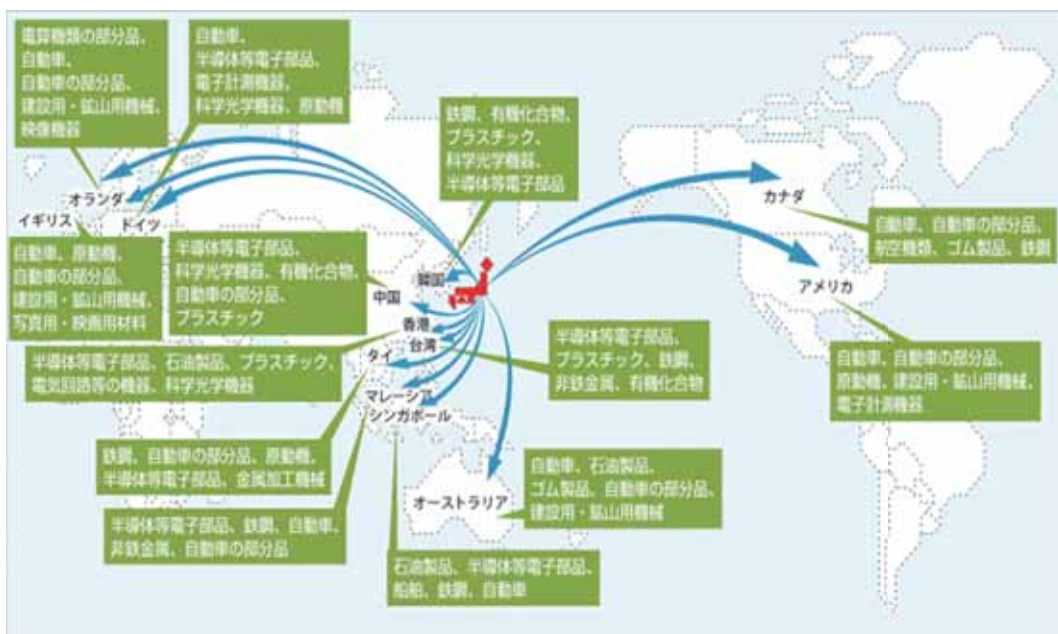 電算機類の部分品、
自動車、
自動車の部分品、
建設用・鉱山用機械、
映像機器
自動車、
半導体等電子部品、
電子計測機器、
科学光学機器、原動機
鉄鋼、有機化合物、
プラスチック、
科学光学機器、
半導体等電子部品
オランダ
イギリス
ドイツ
カナダ
自動車、自動車の部分品、
航空機類、ゴム製品、鉄鋼
自動車、原動機、
自動車の部分品、
建設用・鉱山用機械、
写真用・映画用材料
半導体等電子部品、
科学光学機器、有機化合物、
自動車の部分品、
プラスチック
韓国
中国
アメリカ
香港
台湾
タイ
半導体等電子部品、石油製品、プラスチック、
電気回路等の機器、科学光学機器
半導体等電子部品、
プラスチック、鉄鋼、
非鉄金属、有機化合物
自動車、自動車の部分品、
原動機、建設用・鉱山用機械、
電子計測機器
マレーシア
シンガポール
鉄鋼、自動車の部分品、原動機、
半導体等電子部品、金属加工機械
オーストラリア
自動車、石油製品、
ゴム製品、自動車の部分品、
建設用・鉱山用機械
半導体等電子部品、鉄鋼、自動車、
非鉄金属、自動車の部分品
石油製品、半導体等電子部品、
船舶、鉄鋼、自動車